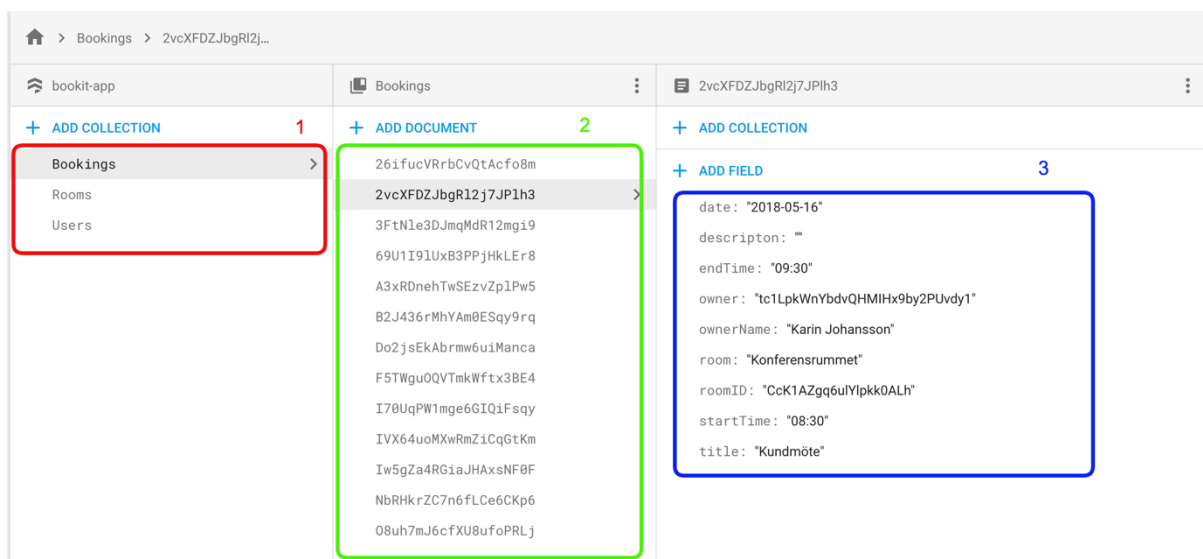 Bookings 2vcXFDZJbgRl2j...
bookit-app
ADD COLLECTION 1
Bookings
Rooms
Users
Bookings
ADD DOCUMENT 2
26ifucVRrbCvQtAcfo8m
2vcXFDZJbgRl2j7JPlh3
3FtNle3DJmqMdR12mgi9
69U1I9lUxB3PPjHkLEr8
A3xRDnehTwSEzvZplPw5
B2J436rMhYAm0ESqy9rq
Do2jsEkAbrmw6uiManca
F5TWguOQVTmkWftx3BE4
I70UqPW1mge6GIQiFsqy
IVX64uoMXwRmZiCqGtKm
Iw5gZa4RGiaJHAxsNF0F
NbRHkrZC7n6fLCe6CKp6
O8uh7mJ6cfXU8ufoPRLj
2vcXFDZJbgRl2j7JPlh3
ADD COLLECTION
ADD FIELD 3
date: "2018-05-16"
descripton: ""
endTime: "09:30"
owner: "tc1LpkWnYbdvQHMIHx9by2PUvdy1"
ownerName: "Karin Johansson"
room: "Konferensrummet"
roomID: "CcK1AZgq6ulYlpkk0ALh"
startTime: "08:30"
title: "Kundmöte"